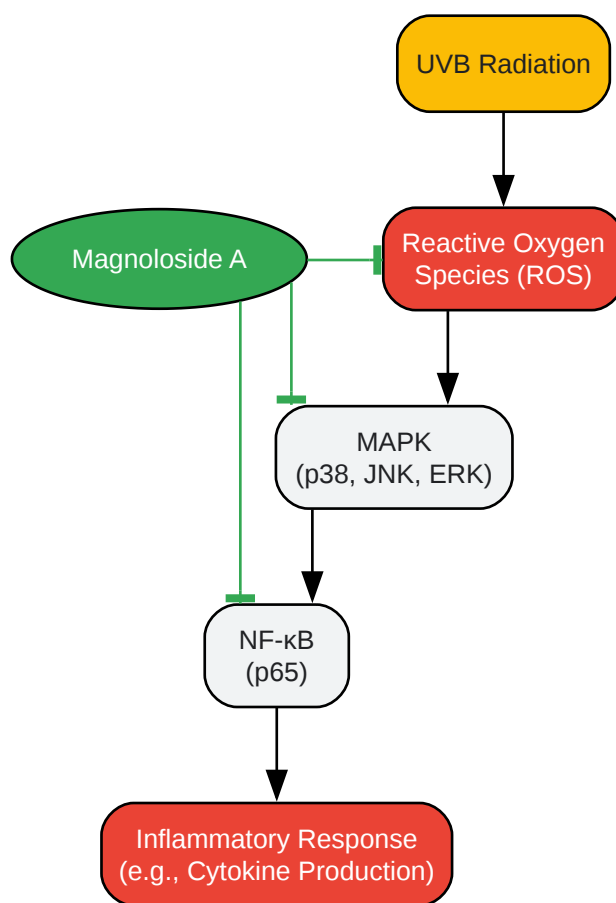 UVB Radiation
Magnoloside A
Reactive Oxygen
Species (ROS)
MAPK
(p38, JNK, ERK)
NF-κB
(p65)
Inflammatory Response
(e.g., Cytokine Production)